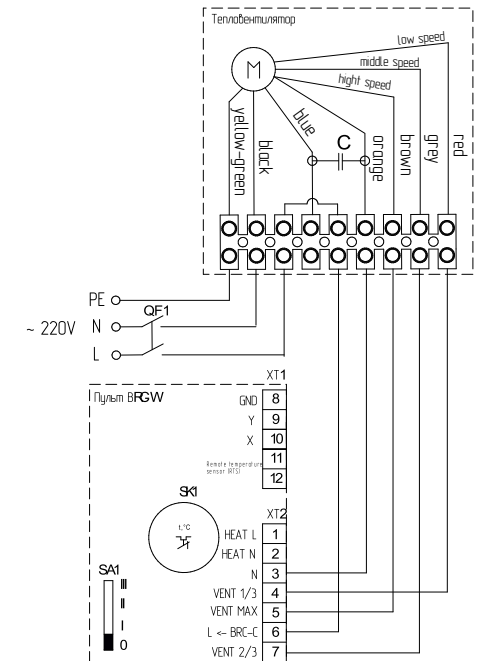 Тепловентилятор
low speed
middle speed
hight speed
M
C
yellow-green
black
blue
orange
brown
grey
red
PE
QF1
~ 220V N
L
XT1
Пульт BRGW
GND 8
Y 9
X 10
Remote temperature sensor (RTS) 11
12
SK1
t,°C
XT2
HEAT L 1
HEAT N 2
N 3
VENT 1/3 4
VENT MAX 5
L <- BRC-C 6
VENT 2/3 7
SA1
III
II
I
0